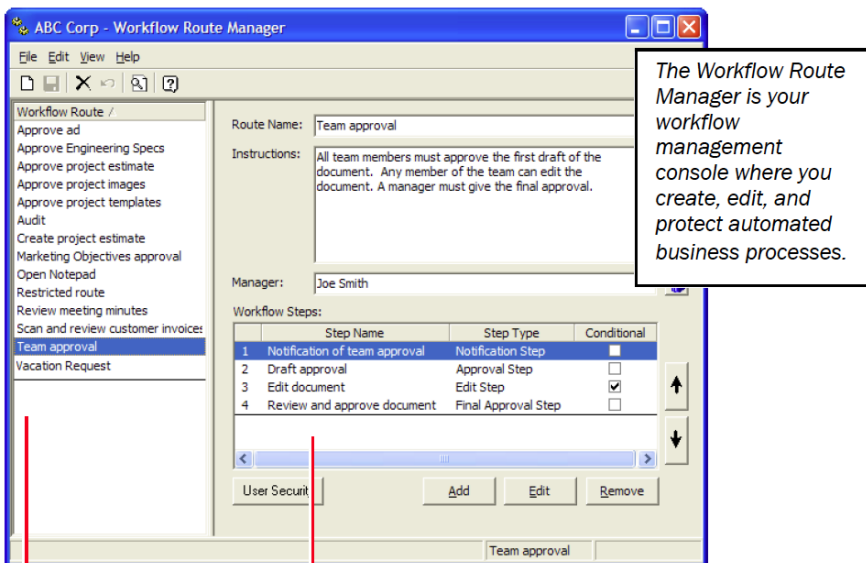 ABC Corp - Workflow Route Manager
File Edit View Help
Workflow Route /
Approve ad
Approve Engineering Specs
Approve project estimate
Approve project images
Approve project templates
Audit
Create project estimate
Marketing Objectives approval
Open Notepad
Restricted route
Review meeting minutes
Scan and review customer invoices
Team approval
Vacation Request
Route Name: Team approval
Instructions: All team members must approve the first draft of the
document. Any member of the team can edit the
document. A manager must give the final approval.
Manager: Joe Smith
Workflow Steps:
Step Name Step Type Conditional
1 Notification of team approval Notification Step
2 Draft approval Approval Step
3 Edit document Edit Step
4 Review and approve document Final Approval Step
User Security Add Edit Remove
Team approval
The Workflow Route
Manager is your
workflow
management
console where you
create, edit, and
protect automated
business processes.